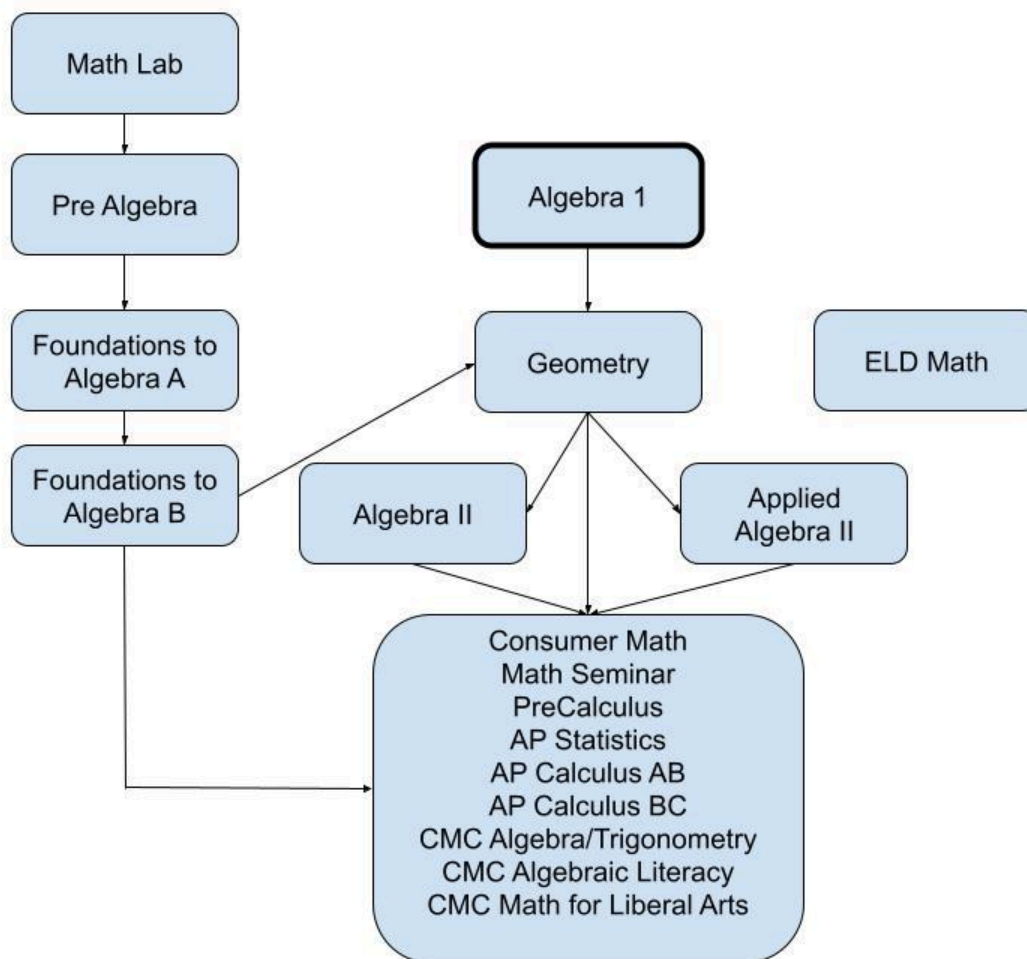 Math Lab
Pre Algebra
Algebra 1
Foundations to
Algebra A
Geometry
ELD Math
Foundations to
Algebra B
Algebra II
Applied
Algebra II
Consumer Math
Math Seminar
PreCalculus
AP Statistics
AP Calculus AB
AP Calculus BC
CMC Algebra/Trigonometry
CMC Algebraic Literacy
CMC Math for Liberal Arts